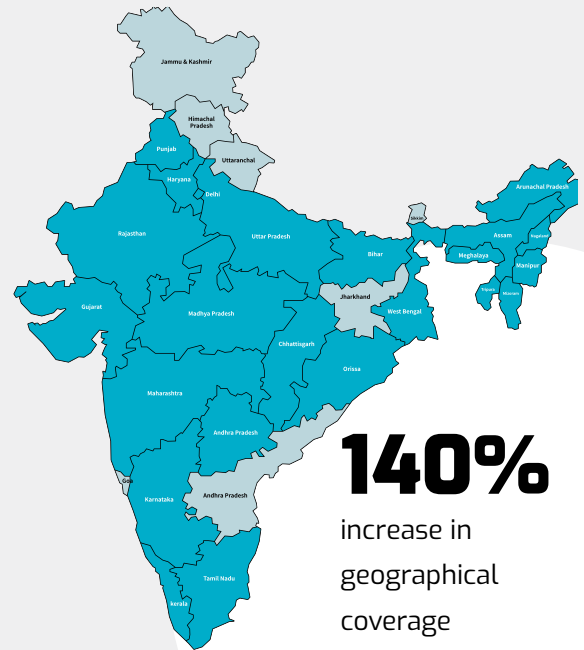 Jammu & Kashmir
Himachal
Pradesh
Punjab
Uttaranchal
Haryana
Delhi
Arunachal Pradesh
Sikkim
Rajasthan
Uttar Pradesh
Assam
Nagaland
Bihar
Meghalaya
Manipur
Tripura
Mizoram
Jharkhand
Gujarat
Madhya Pradesh
West Bengal
Chhattisgarh
Orissa
Maharashtra
Andhra Pradesh
Goa
Karnataka
Andhra Pradesh
Tamil Nadu
kerala
140%
increase in
geographical
coverage